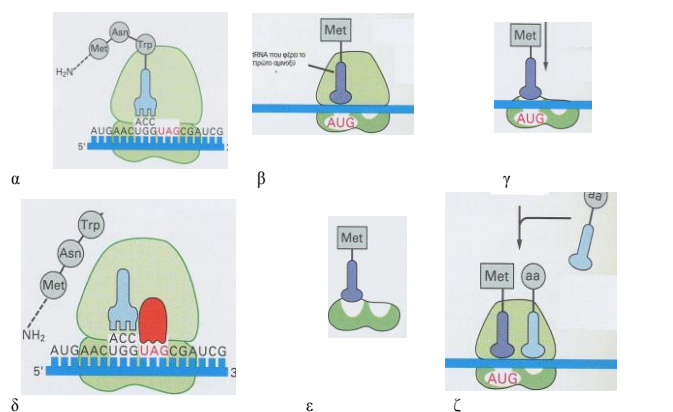 Asn
Met
Trp
H₂N
ACC
AUGAACUGGUAGCGAUCG
5'
α
Met
tRNA που φέρει το
πρώτο αμινοξύ
AUG
β
Met
AUG
γ
Trp
Asn
Met
NH₂
ACC
AUGAACUGGUAGCGAUCG
5'
3
δ
Met
ε
aa
Met
aa
AUG
ζ